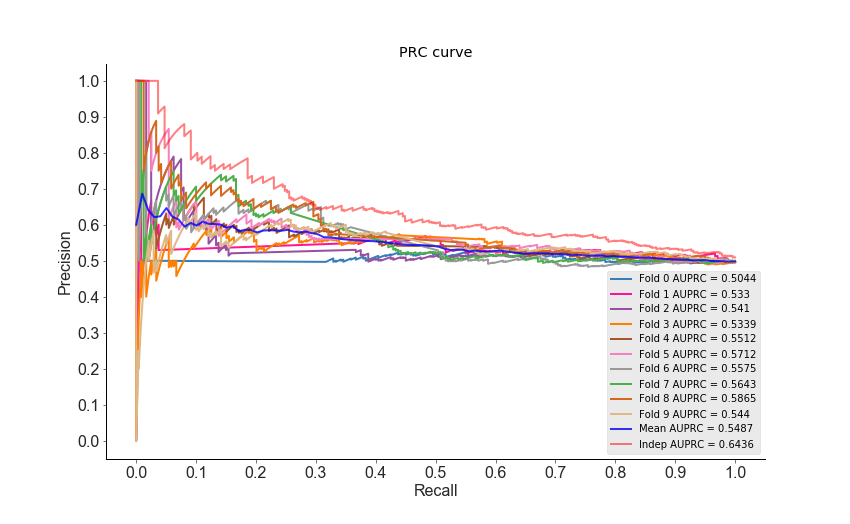 PRC curve
Precision
1.0
0.9
0.8
0.7
0.6
0.5
0.4
0.3
0.2
0.1
0.0
Fold 0 AUPRC = 0.5044
Fold 1 AUPRC = 0.533
Fold 2 AUPRC = 0.541
Fold 3 AUPRC = 0.5339
Fold 4 AUPRC = 0.5512
Fold 5 AUPRC = 0.5712
Fold 6 AUPRC = 0.5575
Fold 7 AUPRC = 0.5643
Fold 8 AUPRC = 0.5865
Fold 9 AUPRC = 0.544
Mean AUPRC = 0.5487
Indep AUPRC = 0.6436
0.0 0.1 0.2 0.3 0.4 0.5 0.6 0.7 0.8 0.9 1.0
Recall